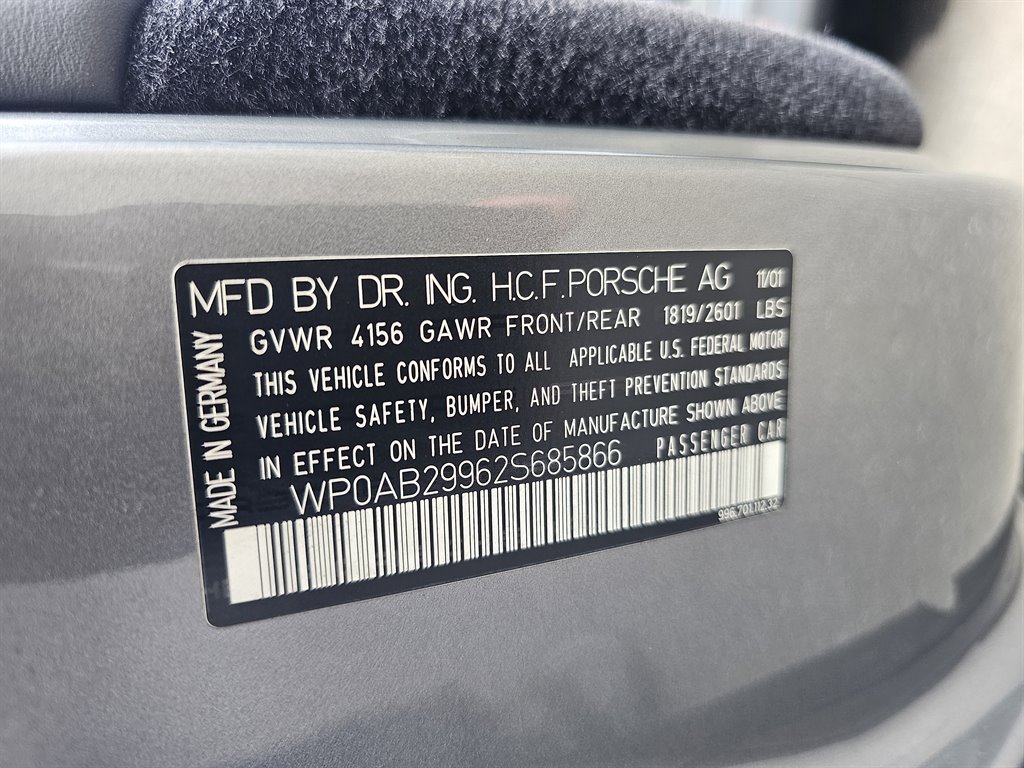 MFD BY DR. ING. H.C.F.PORSCHE AG 11/01
GVWR 4156 GAWR FRONT/REAR 1819/2601 LBS
THIS VEHICLE CONFORMS TO ALL APPLICABLE U.S. FEDERAL MOTOR
VEHICLE SAFETY, BUMPER, AND THEFT PREVENTION STANDARDS
IN EFFECT ON THE DATE OF MANUFACTURE SHOWN ABOVE
WP0AB29962S685866 PASSENGER CAR
996.701.112.32
MADE IN GERMANY